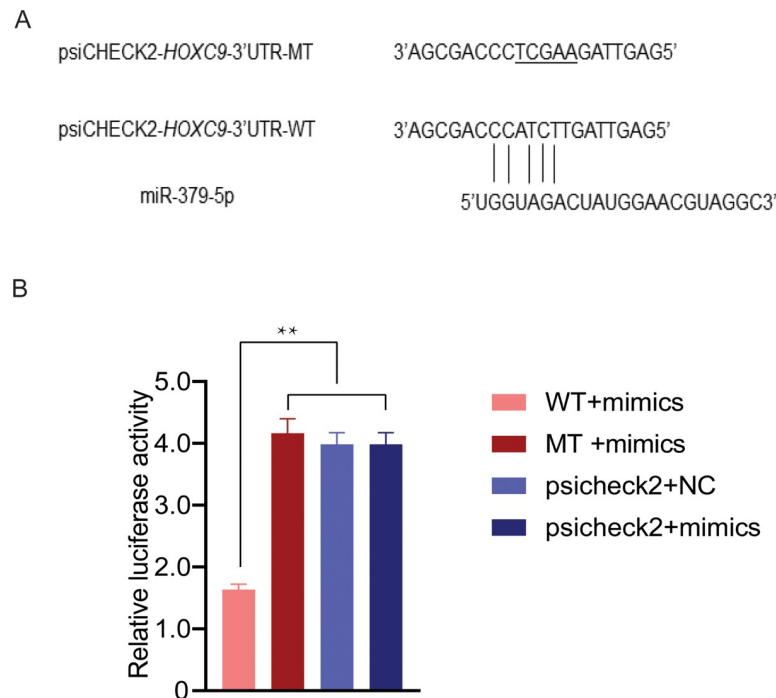 A
psiCHECK2-HOXC9-3'UTR-MT 3'AGCGACCCTCGAAGATTGAG5'
psiCHECK2-HOXC9-3'UTR-WT 3'AGCGACCCATCTTGATTGAG5'
miR-379-5p 5'UGGUAGACUAUGGAACGUAGGC3'
B
**
5.0
4.0
3.0
2.0
1.0
0
Relative luciferase activity
WT+mimics
MT +mimics
psicheck2+NC
psicheck2+mimics